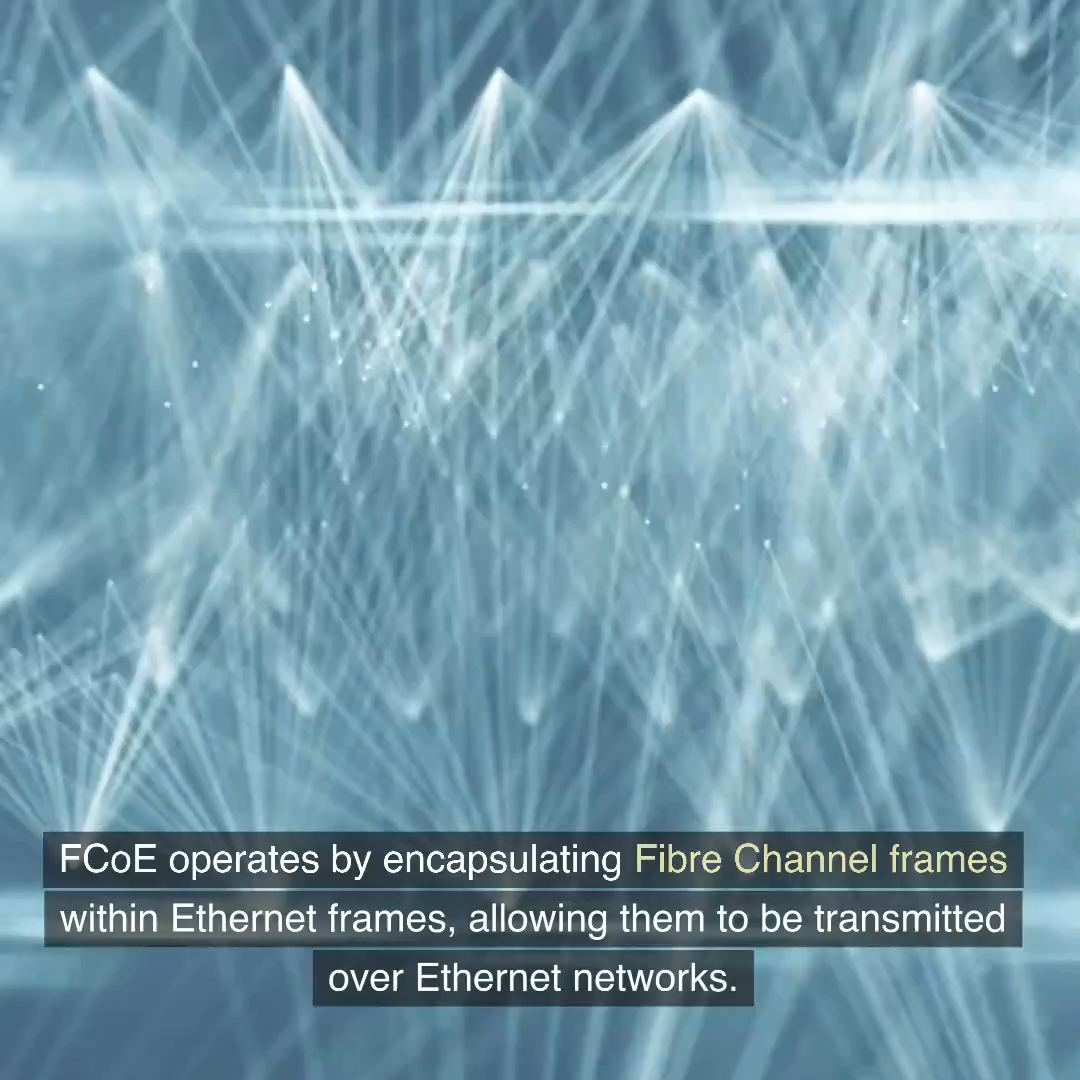 FCoE operates by encapsulating Fibre Channel frames
within Ethernet frames, allowing them to be transmitted
over Ethernet networks.